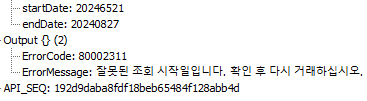 startDate: 20246521
endDate: 20240827
Output {} (2)
ErrorCode: 80002311
ErrorMessage: 잘못된 조회 시작일입니다. 확인 후 다시 거래하십시오.
API_SEQ: 192d9daba8fdf18beb65484f128abb4d